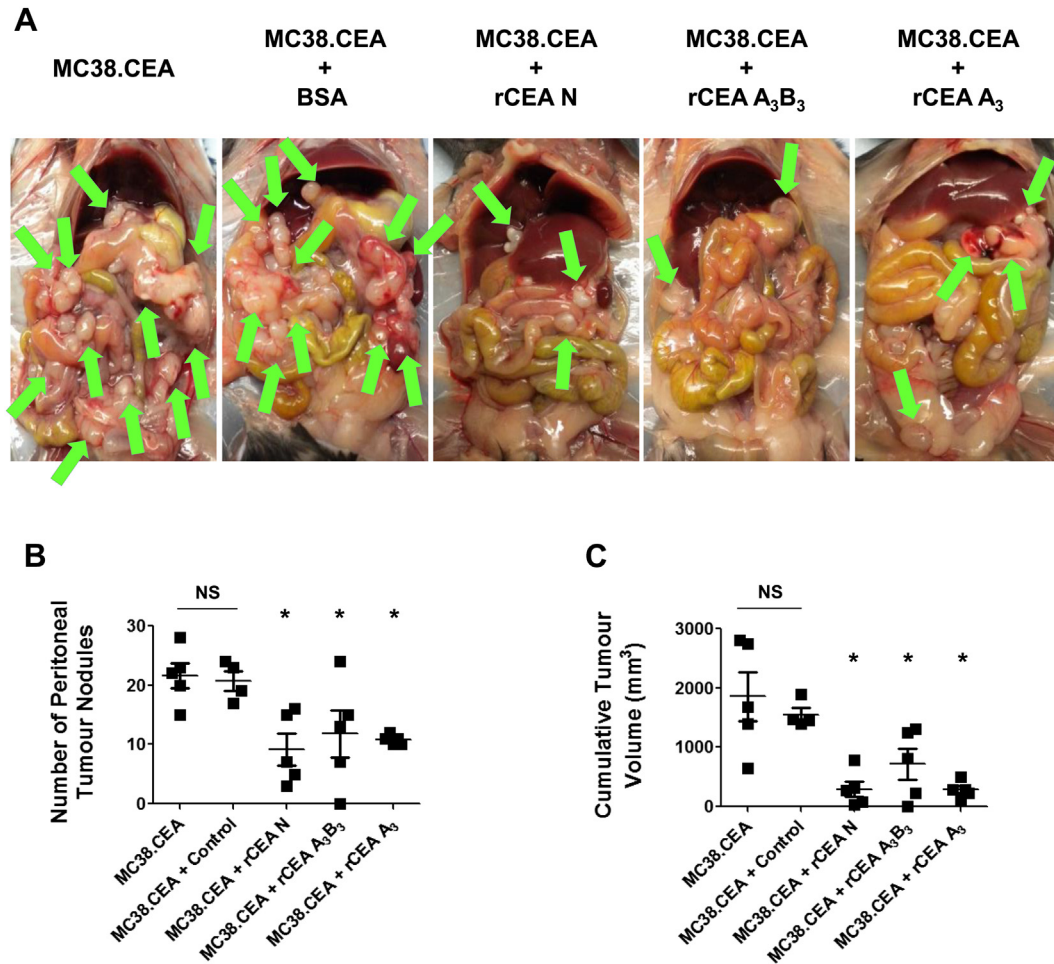 A
MC38.CEA
MC38.CEA
+
BSA
MC38.CEA
+
rCEA N
MC38.CEA
+
rCEA A₃B₃
MC38.CEA
+
rCEA A₃
B
NS
*
*
*
Number of Peritoneal
Tumour Nodules
30
20
10
0
MC38.CEA
MC38.CEA + Control
MC38.CEA + rCEA N
MC38.CEA + rCEA A₃B₃
MC38.CEA + rCEA A₃
C
NS
*
*
*
Cumulative Tumour
Volume (mm³)
3000
2000
1000
0
MC38.CEA
MC38.CEA + Control
MC38.CEA + rCEA N
MC38.CEA + rCEA A₃B₃
MC38.CEA + rCEA A₃